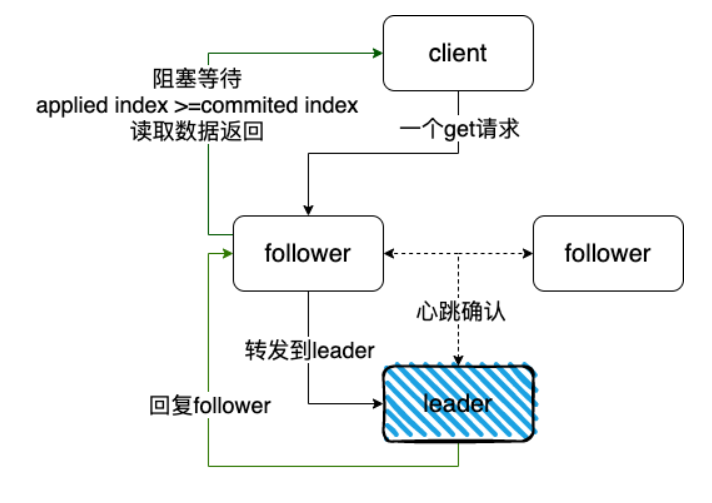 client
阻塞等待
applied index >=commited index
读取数据返回
一个get请求
follower
follower
心跳确认
转发到leader
回复follower
leader